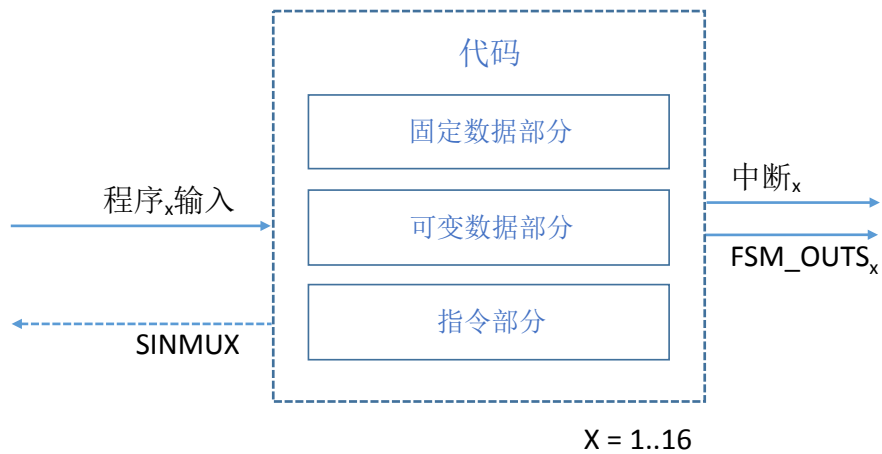 代码
固定数据部分
程序x输入
可变数据部分
中断x
FSM_OUTSx
SINMUX
指令部分
X = 1..16